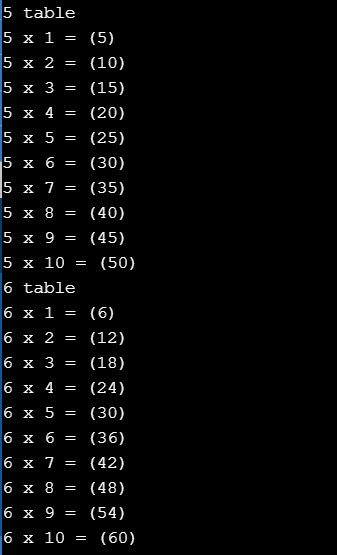 5 table
5 x 1 = (5)
5 x 2 = (10)
5 x 3 = (15)
5 x 4 = (20)
5 x 5 = (25)
5 x 6 = (30)
5 x 7 = (35)
5 x 8 = (40)
5 x 9 = (45)
5 x 10 = (50)
6 table
6 x 1 = (6)
6 x 2 = (12)
6 x 3 = (18)
6 x 4 = (24)
6 x 5 = (30)
6 x 6 = (36)
6 x 7 = (42)
6 x 8 = (48)
6 x 9 = (54)
6 x 10 = (60)